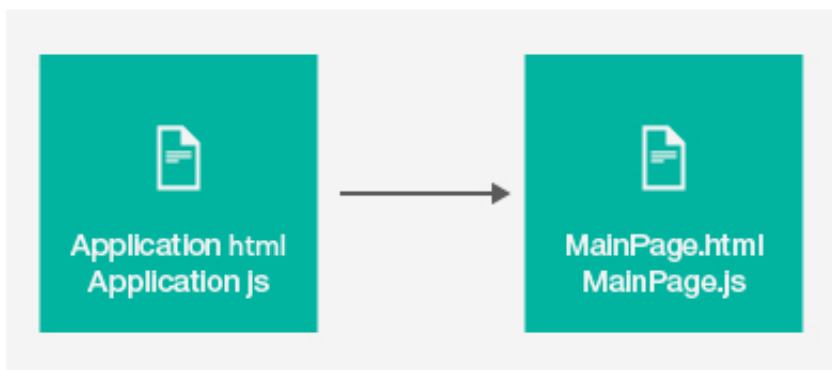 Application html
Application js
MainPage.html
MainPage.js